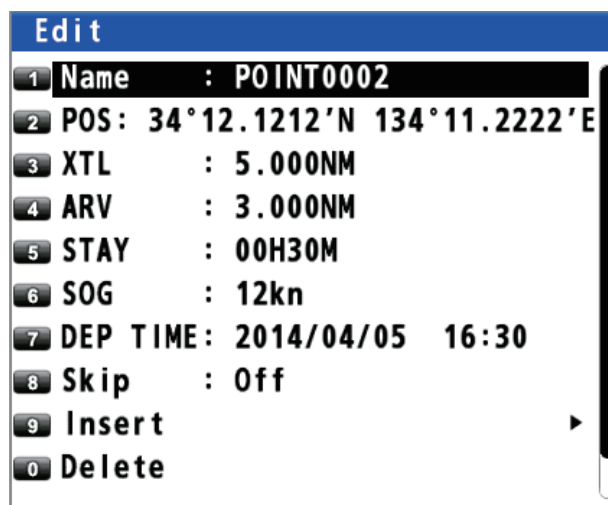 Edit
1 Name : POINT0002
2 POS: 34°12.1212'N 134°11.2222'E
3 XTL : 5.000NM
4 ARV : 3.000NM
5 STAY : 00H30M
6 SOG : 12kn
7 DEP TIME: 2014/04/05 16:30
8 Skip : Off
9 Insert ▶
0 Delete